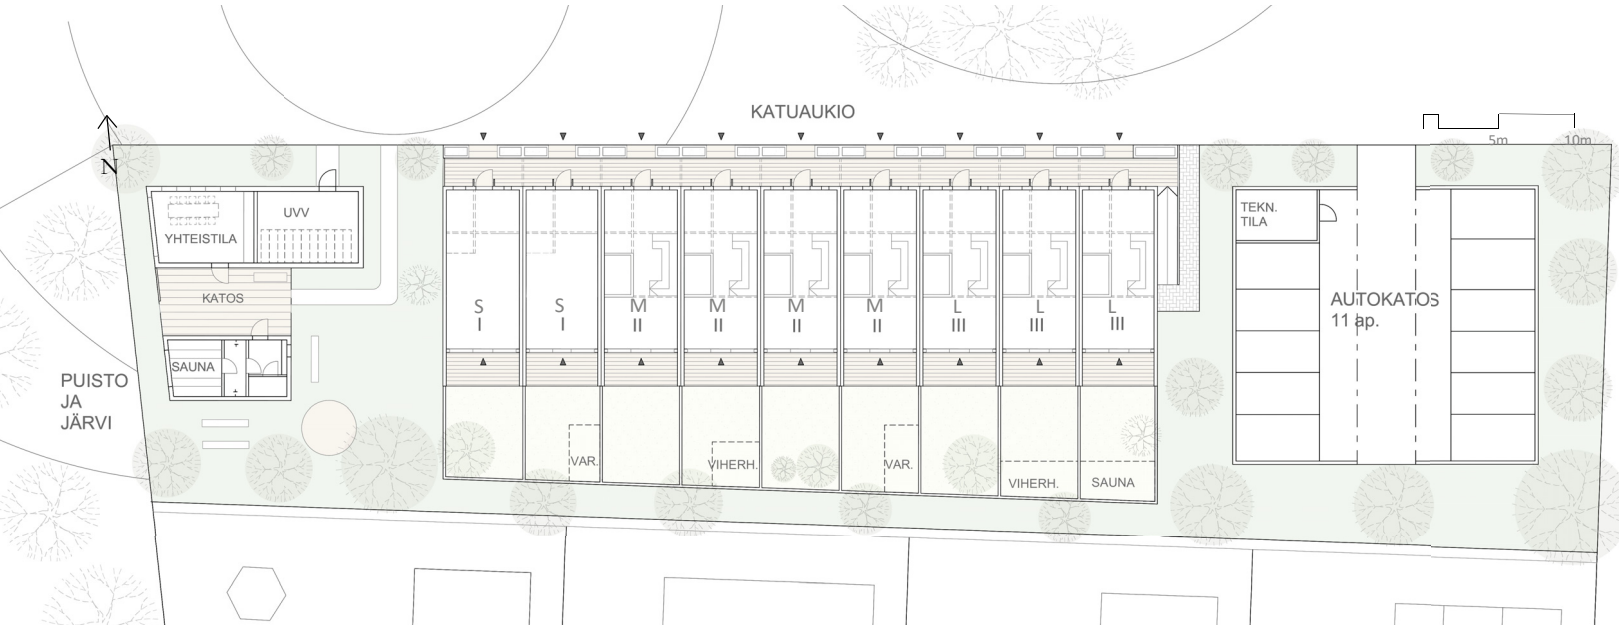 KATUAUKIO
5m 10m
N
UVV
YHTEISTILA
KATOS
SAUNA
PUISTO
JA
JÄRVI
S S M M M M L L L
I I II II II II III III III
VAR. VIHERH. VAR. VIHERH. SAUNA
TEKN.
TILA
AUTOKATOS
11 ap.